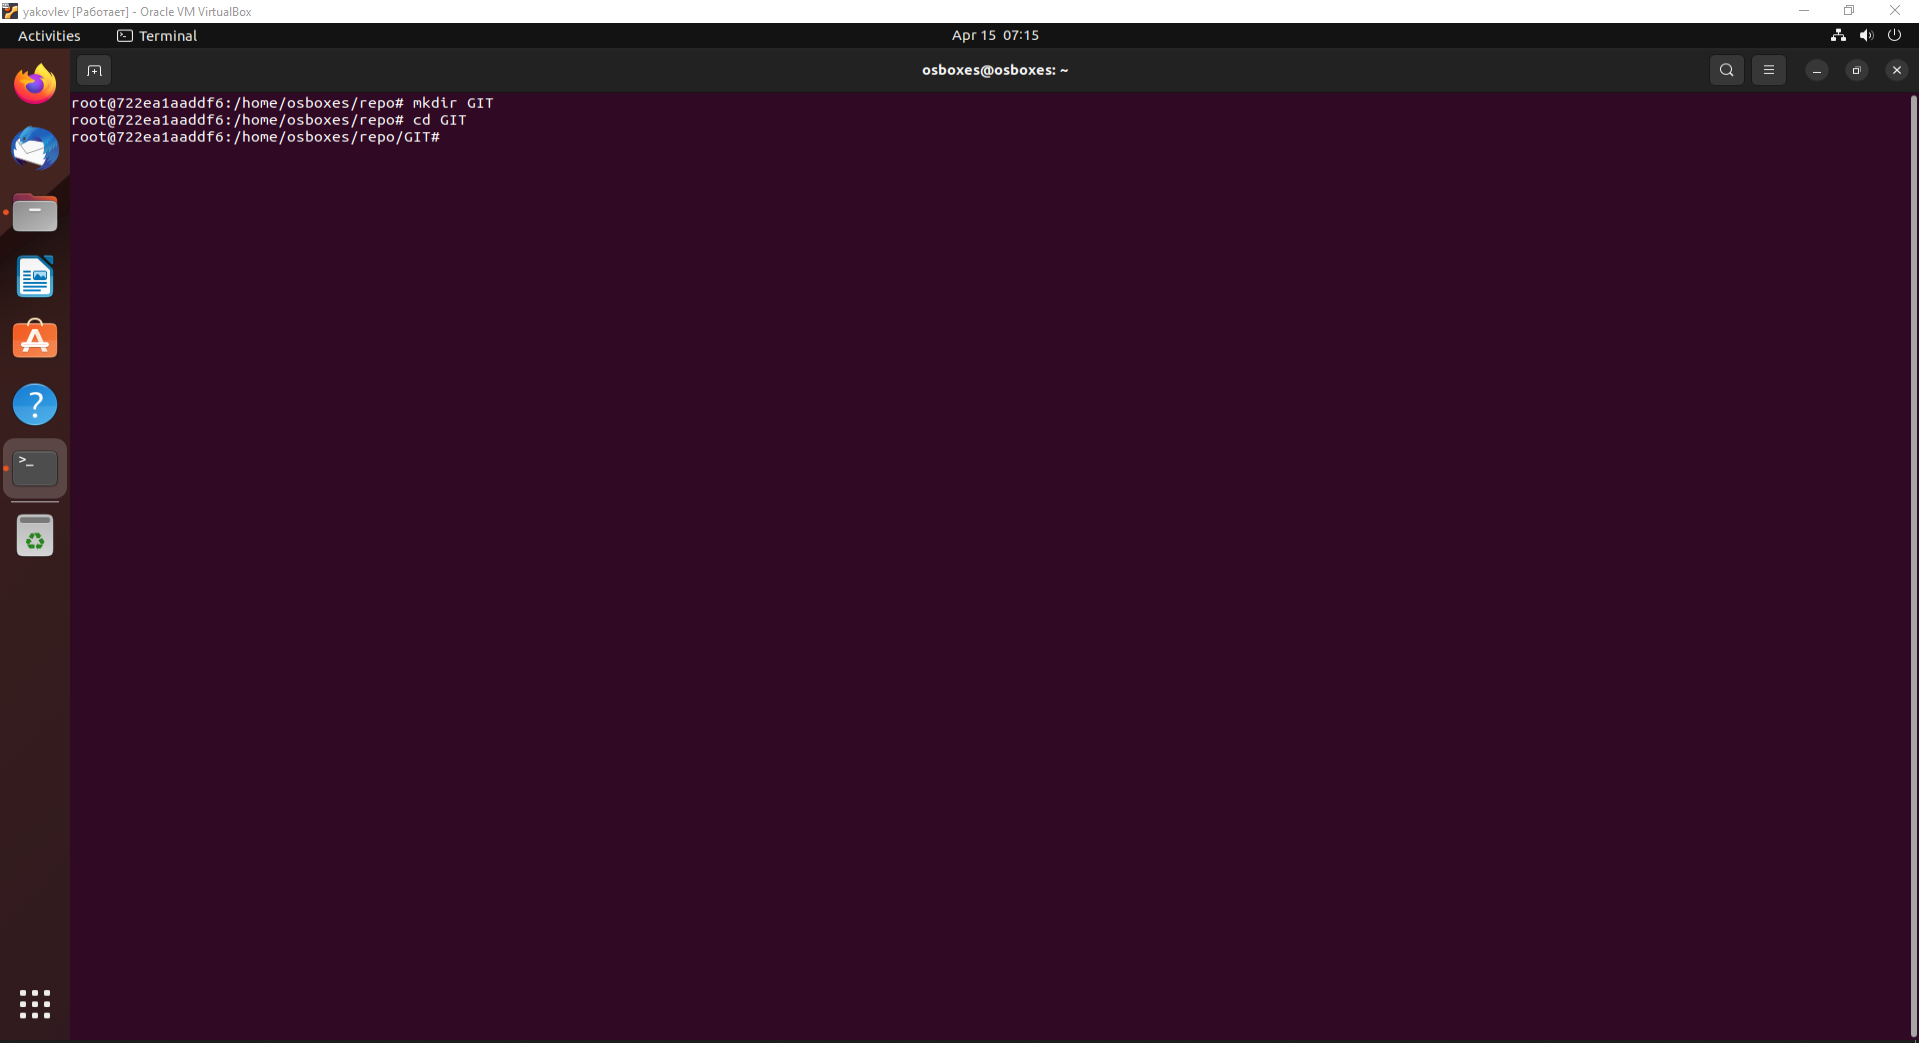 yakovlev [Работает] - Oracle VM VirtualBox
Activities
Terminal
Apr 15 07:15
osboxes@osboxes: ~
root@722ea1aaddf6:/home/osboxes/repo# mkdir GIT
root@722ea1aaddf6:/home/osboxes/repo# cd GIT
root@722ea1aaddf6:/home/osboxes/repo/GIT#